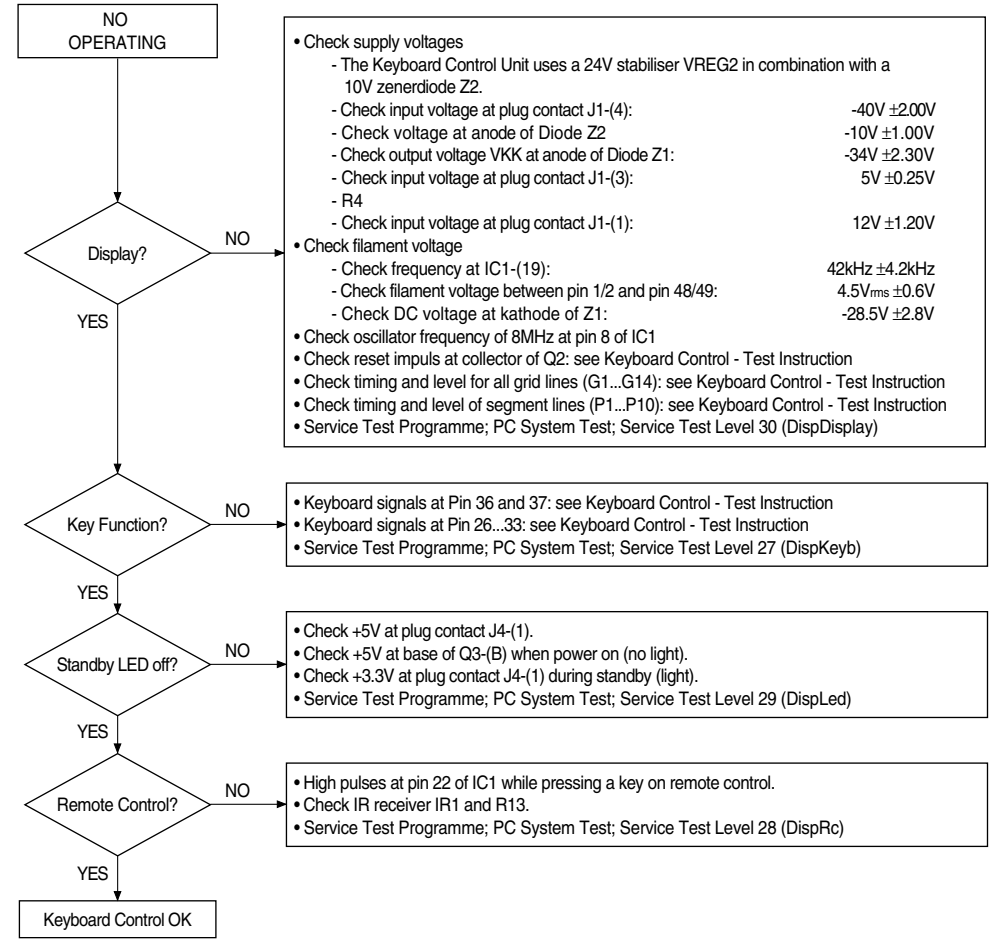 NO
OPERATING
• Check supply voltages
- The Keyboard Control Unit uses a 24V stabiliser VREG2 in combination with a
10V zenerdiode Z2.
- Check input voltage at plug contact J1-(4): -40V ±2.00V
- Check voltage at anode of Diode Z2 -10V ±1.00V
- Check output voltage VKK at anode of Diode Z1: -34V ±2.30V
- Check input voltage at plug contact J1-(3): 5V ±0.25V
- R4
- Check input voltage at plug contact J1-(1): 12V ±1.20V
• Check filament voltage
- Check frequency at IC1-(19): 42kHz ±4.2kHz
- Check filament voltage between pin 1/2 and pin 48/49: 4.5Vrms ±0.6V
- Check DC voltage at kathode of Z1: -28.5V ±2.8V
• Check oscillator frequency of 8MHz at pin 8 of IC1
• Check reset impuls at collector of Q2: see Keyboard Control - Test Instruction
• Check timing and level for all grid lines (G1...G14): see Keyboard Control - Test Instruction
• Check timing and level of segment lines (P1...P10): see Keyboard Control - Test Instruction
• Service Test Programme; PC System Test; Service Test Level 30 (DispDisplay)
Display?
NO
YES
Key Function?
NO
• Keyboard signals at Pin 36 and 37: see Keyboard Control - Test Instruction
• Keyboard signals at Pin 26...33: see Keyboard Control - Test Instruction
• Service Test Programme; PC System Test; Service Test Level 27 (DispKeyb)
YES
Standby LED off?
NO
• Check +5V at plug contact J4-(1).
• Check +5V at base of Q3-(B) when power on (no light).
• Check +3.3V at plug contact J4-(1) during standby (light).
• Service Test Programme; PC System Test; Service Test Level 29 (DispLed)
YES
Remote Control?
NO
• High pulses at pin 22 of IC1 while pressing a key on remote control.
• Check IR receiver IR1 and R13.
• Service Test Programme; PC System Test; Service Test Level 28 (DispRc)
YES
Keyboard Control OK